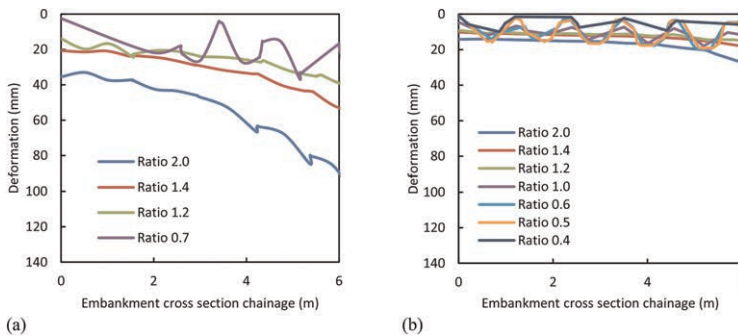 0
20
40
60
80
100
120
140
Deformation (mm)
Ratio 2.0
Ratio 1.4
Ratio 1.2
Ratio 0.7
0 2 4 6
Embankment cross section chainage (m)
(a)
0
20
40
60
80
100
120
140
Deformation (mm)
Ratio 2.0
Ratio 1.4
Ratio 1.2
Ratio 1.0
Ratio 0.6
Ratio 0.5
Ratio 0.4
0 2 4
Embankment cross section chainage (m)
(b)